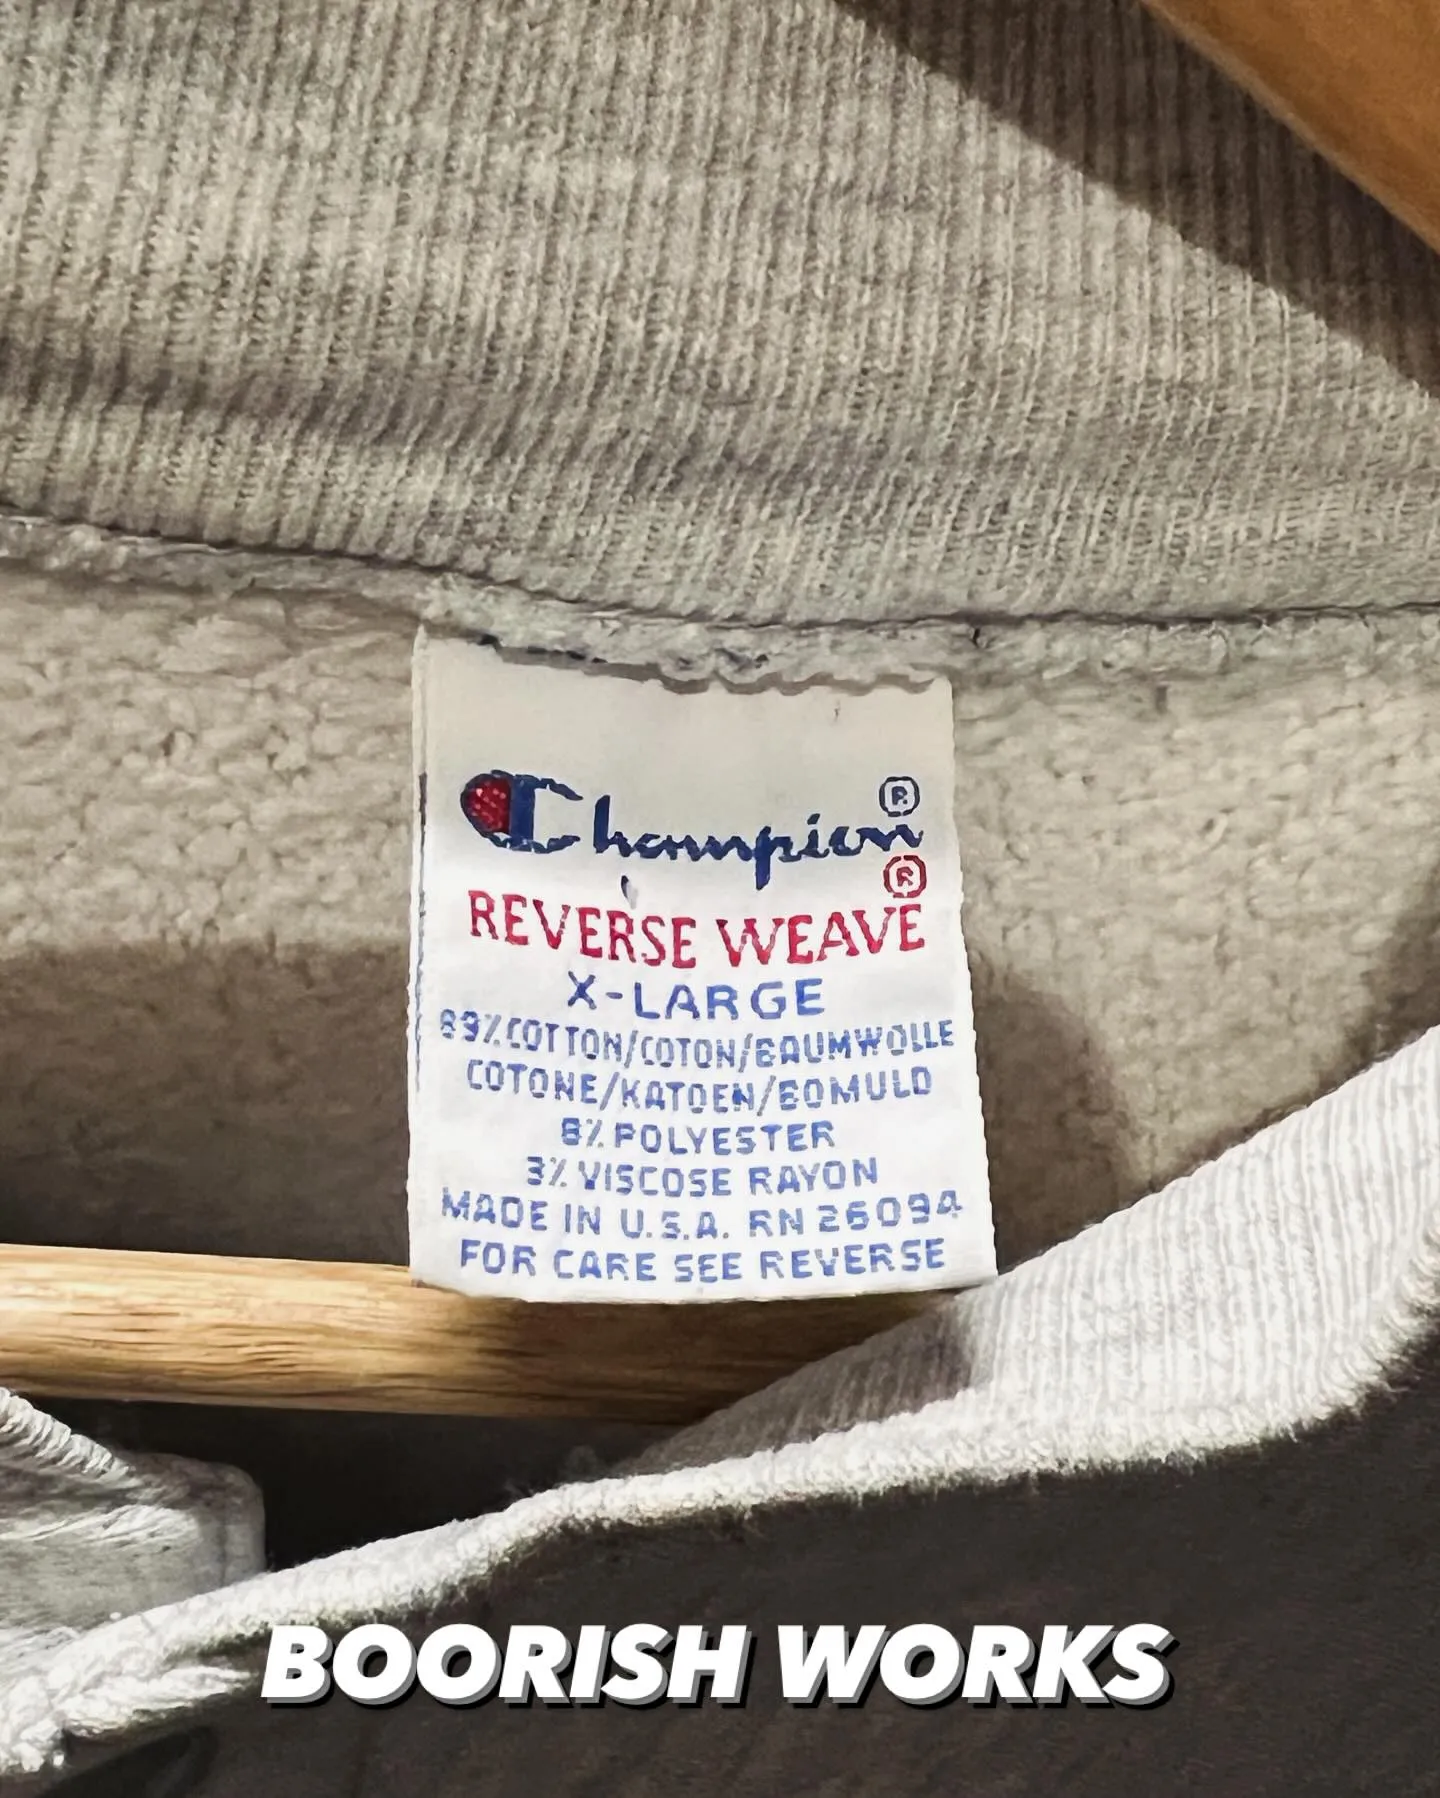 Champion®
REVERSE WEAVE®
X-LARGE
89% COTTON/COTON/BAUMWOLLE
COTONE/KATOEN/BOMULD
8% POLYESTER
3% VISCOSE RAYON
MADE IN U.S.A. RN 26094
FOR CARE SEE REVERSE
BOORISH WORKS